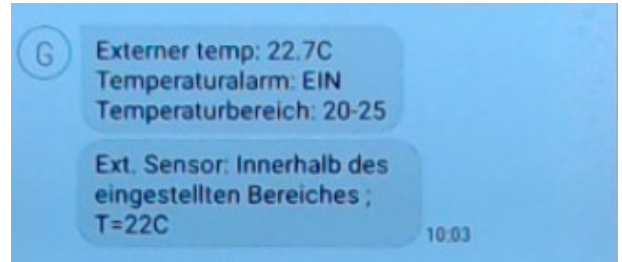 G
Externer temp: 22.7C
Temperaturalarm: EIN
Temperaturbereich: 20-25
Ext. Sensor: Innerhalb des
eingestellten Bereiches ;
T=22C
10:03